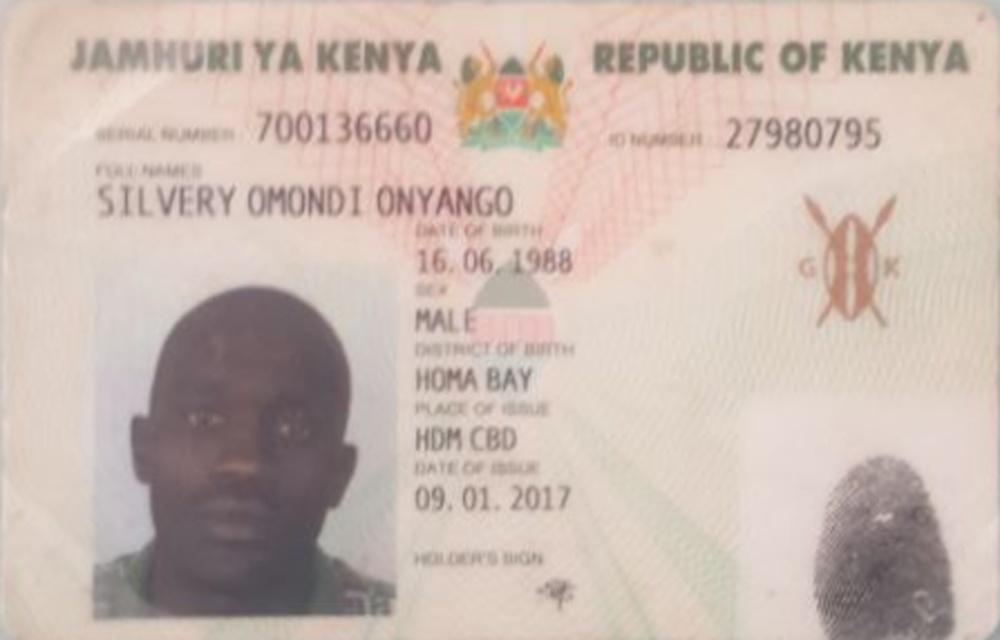 JAMHURI YA KENYA REPUBLIC OF KENYA
SERIAL NUMBER: 700136660 ID NUMBER: 27980795
FULL NAMES
SILVERY OMONDI ONYANGO
DATE OF BIRTH
16. 06. 1988
SEX
MALE
G K
DISTRICT OF BIRTH
HOMA BAY
PLACE OF ISSUE
HDM CBD
DATE OF ISSUE
09. 01. 2017
HOLDER'S SIGN